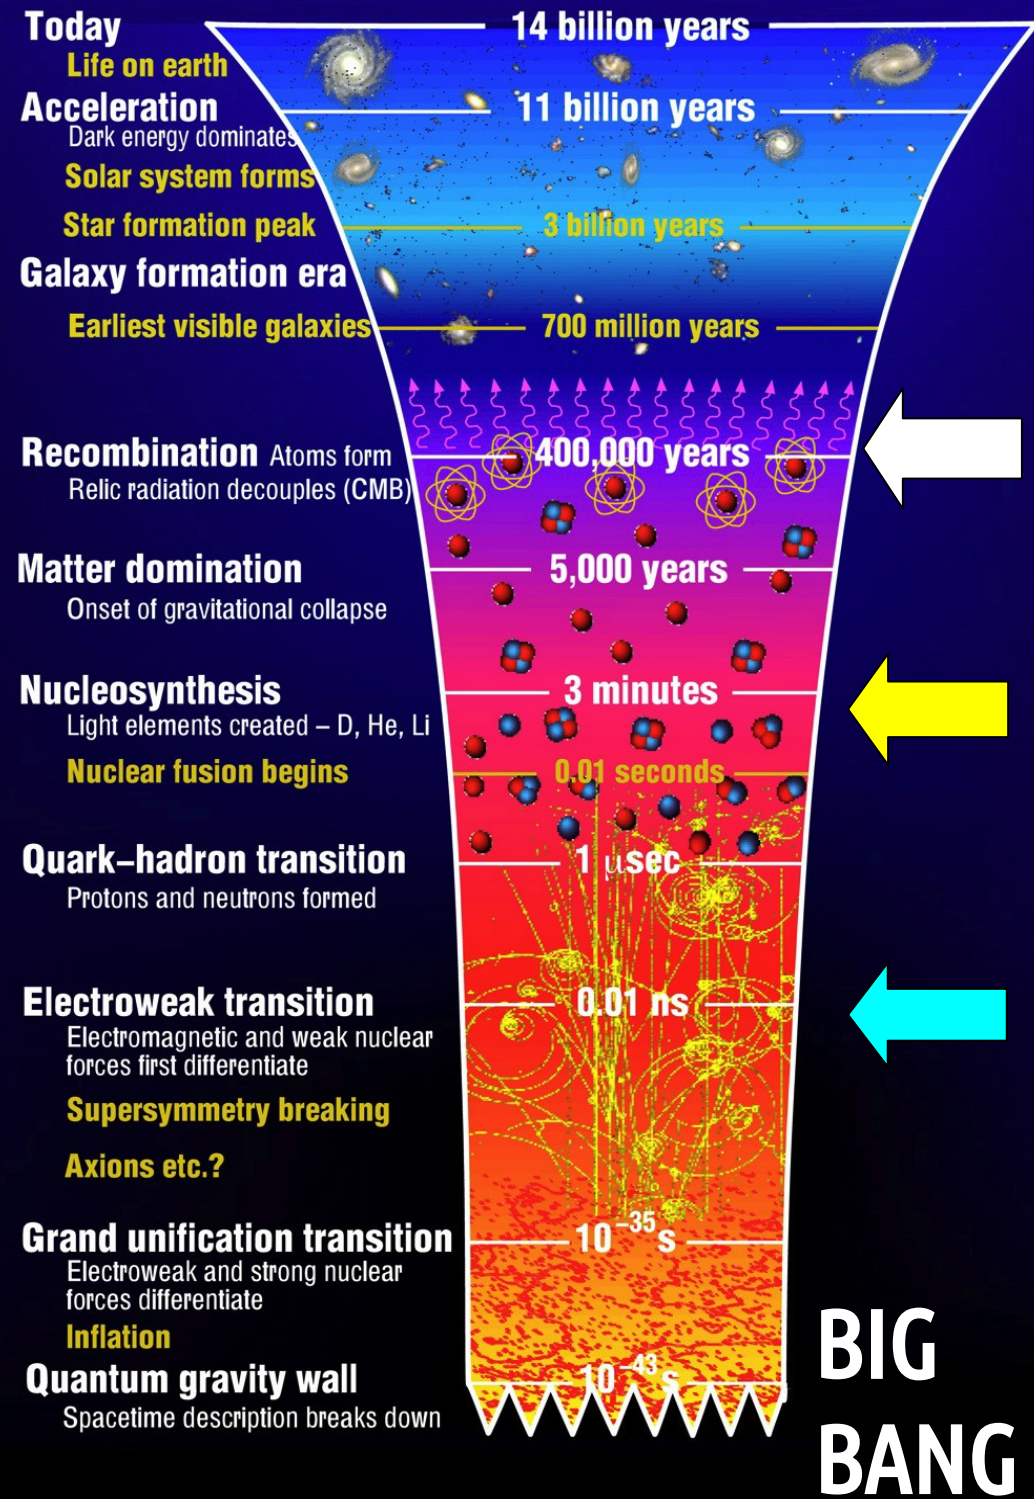 Today
14 billion years
Life on earth
Acceleration
11 billion years
Dark energy dominates
Solar system forms
Star formation peak
3 billion years
Galaxy formation era
Earliest visible galaxies
700 million years
Recombination Atoms form
400,000 years
Relic radiation decouples (CMB)
Matter domination
5,000 years
Onset of gravitational collapse
Nucleosynthesis
3 minutes
Light elements created – D, He, Li
Nuclear fusion begins
0.01 seconds
Quark–hadron transition
1 μsec
Protons and neutrons formed
Electroweak transition
0.01 ns
Electromagnetic and weak nuclear
forces first differentiate
Supersymmetry breaking
Axions etc.?
Grand unification transition
10⁻³⁵s
Electroweak and strong nuclear
forces differentiate
Inflation
Quantum gravity wall
10⁻⁴³s
Spacetime description breaks down
BIG
BANG